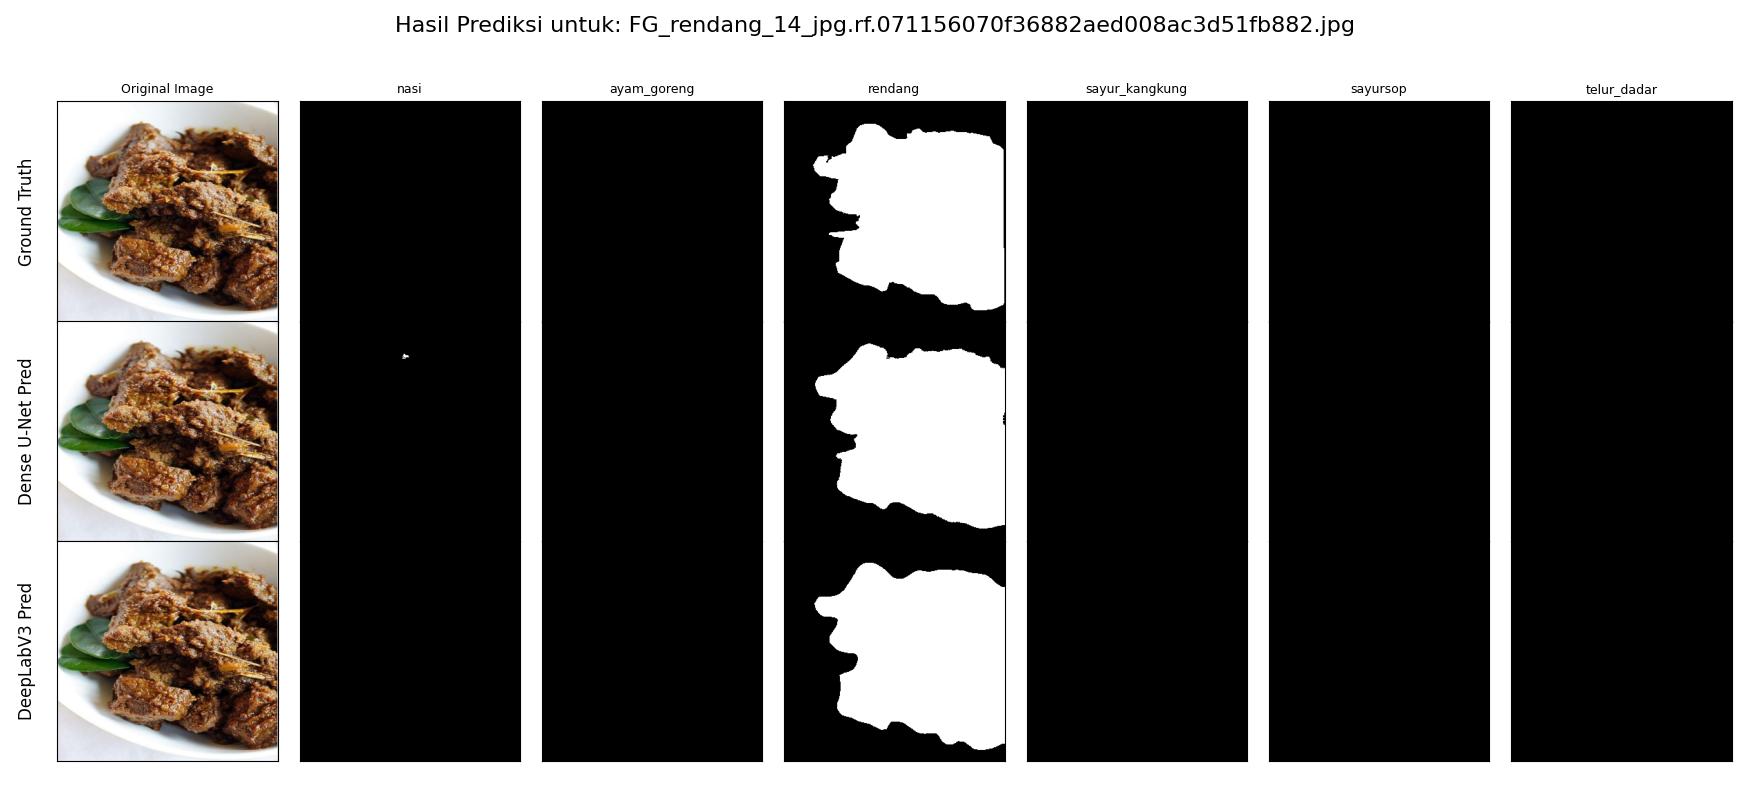 Hasil Prediksi untuk: FG_rendang_14_jpg.rf.071156070f36882aed008ac3d51fb882.jpg
Original Image nasi ayam_goreng rendang sayur_kangkung sayursop telur_dadar
Ground Truth
Dense U-Net Pred
DeepLabV3 Pred